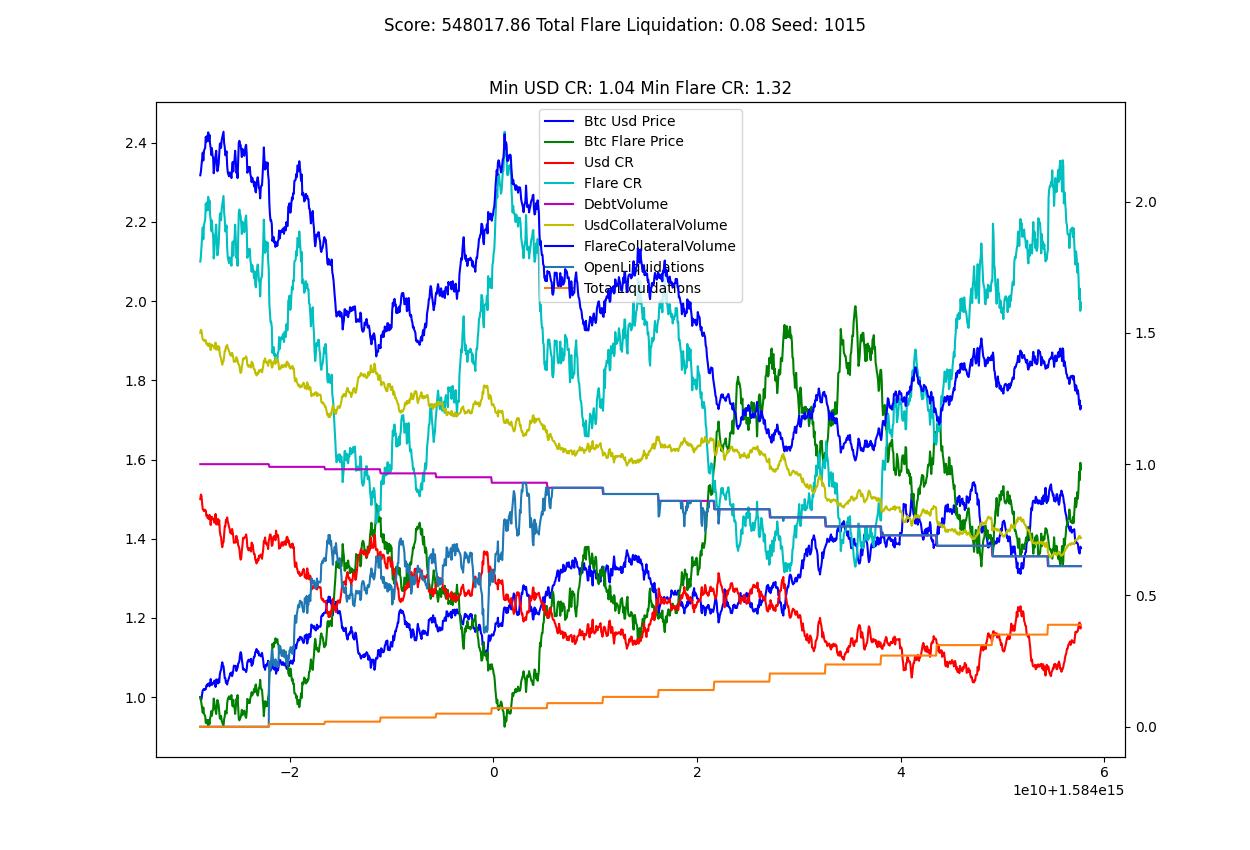 Score: 548017.86 Total Flare Liquidation: 0.08 Seed: 1015
Min USD CR: 1.04 Min Flare CR: 1.32
Btc Usd Price
Btc Flare Price
Usd CR
Flare CR
DebtVolume
UsdCollateralVolume
FlareCollateralVolume
OpenLiquidations
TotalLiquidations
2.4
2.2
2.0
1.8
1.6
1.4
1.2
1.0
2.0
1.5
1.0
0.5
0.0
−2 0 2 4 6
1e10+1.584e15